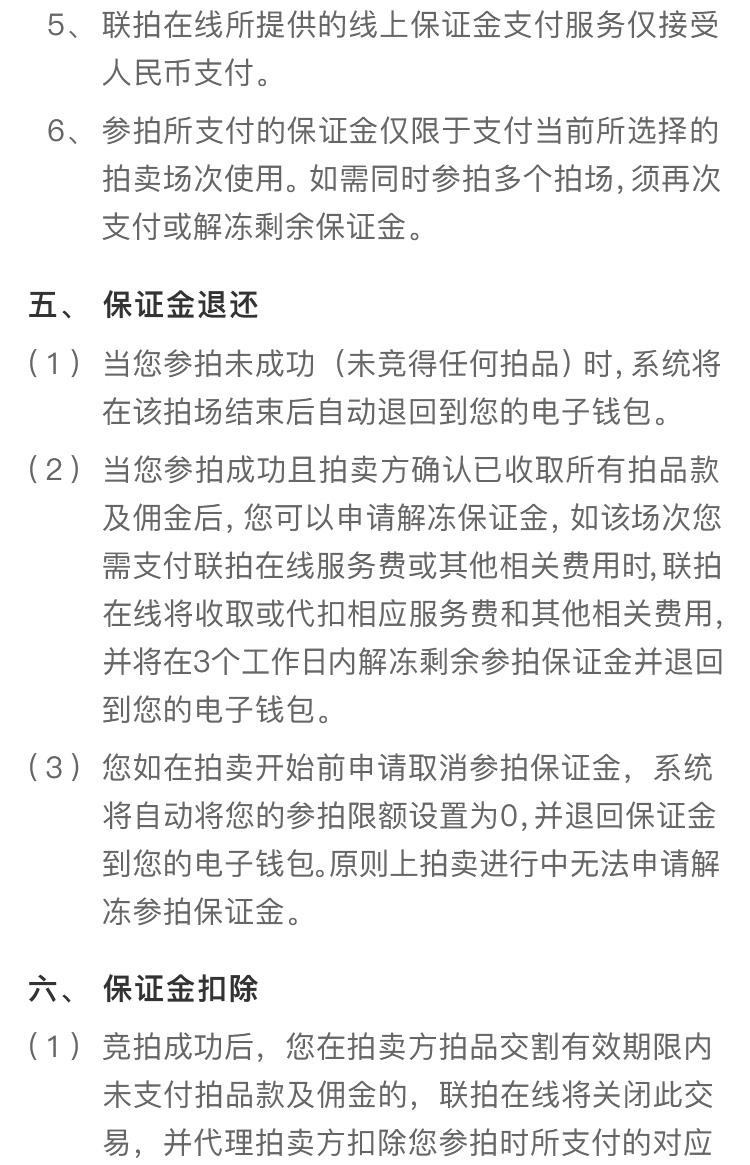 5、联拍在线所提供的线上保证金支付服务仅接受
人民币支付。
6、参拍所支付的保证金仅限于支付当前所选择的
拍卖场次使用。如需同时参拍多个拍场,须再次
支付或解冻剩余保证金。
五、 保证金退还
(1) 当您参拍未成功（未竞得任何拍品）时,系统将
在该拍场结束后自动退回到您的电子钱包。
(2) 当您参拍成功且拍卖方确认已收取所有拍品款
及佣金后,您可以申请解冻保证金,如该场次您
需支付联拍在线服务费或其他相关费用时,联拍
在线将收取或代扣相应服务费和其他相关费用,
并将在3个工作日内解冻剩余参拍保证金并退回
到您的电子钱包。
(3) 您如在拍卖开始前申请取消参拍保证金，系统
将自动将您的参拍限额设置为0,并退回保证金
到您的电子钱包。原则上拍卖进行中无法申请解
冻参拍保证金。
六、 保证金扣除
(1) 竞拍成功后，您在拍卖方拍品交割有效期限内
未支付拍品款及佣金的，联拍在线将关闭此交
易，并代理拍卖方扣除您参拍时所支付的对应